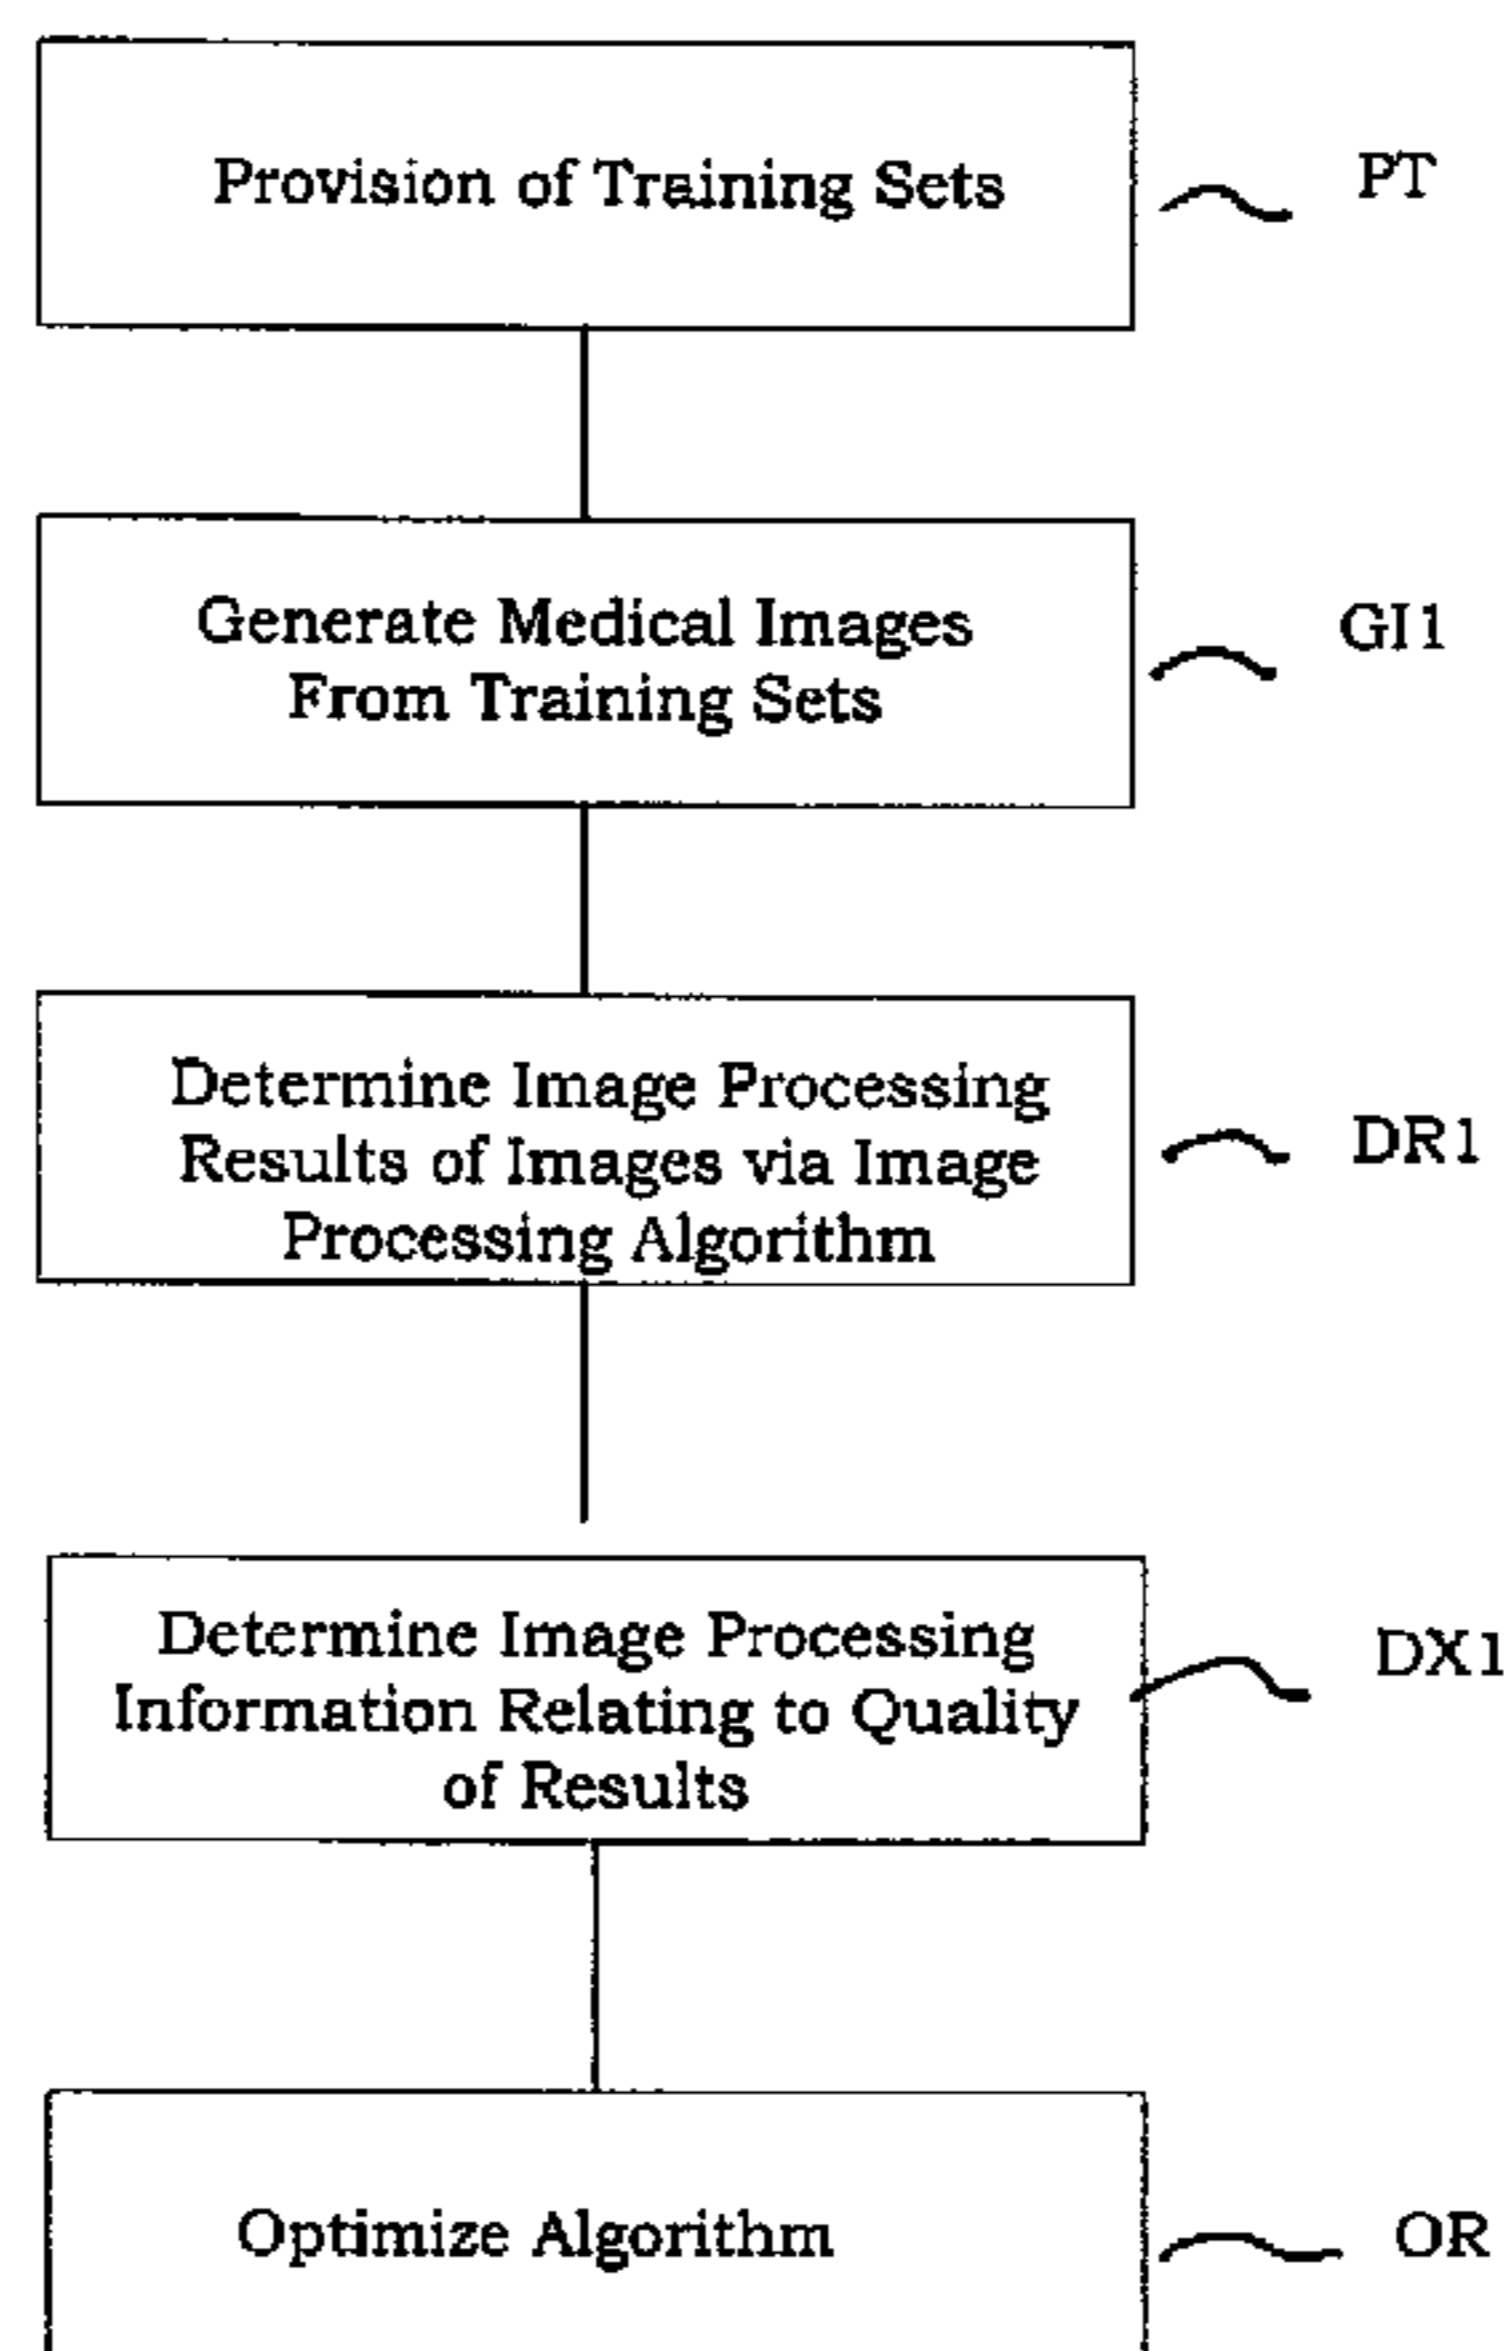 Provision of Training Sets
PT
Generate Medical Images
From Training Sets
GI1
Determine Image Processing
Results of Images via Image
Processing Algorithm
DR1
Determine Image Processing
Information Relating to Quality
of Results
DX1
Optimize Algorithm
OR